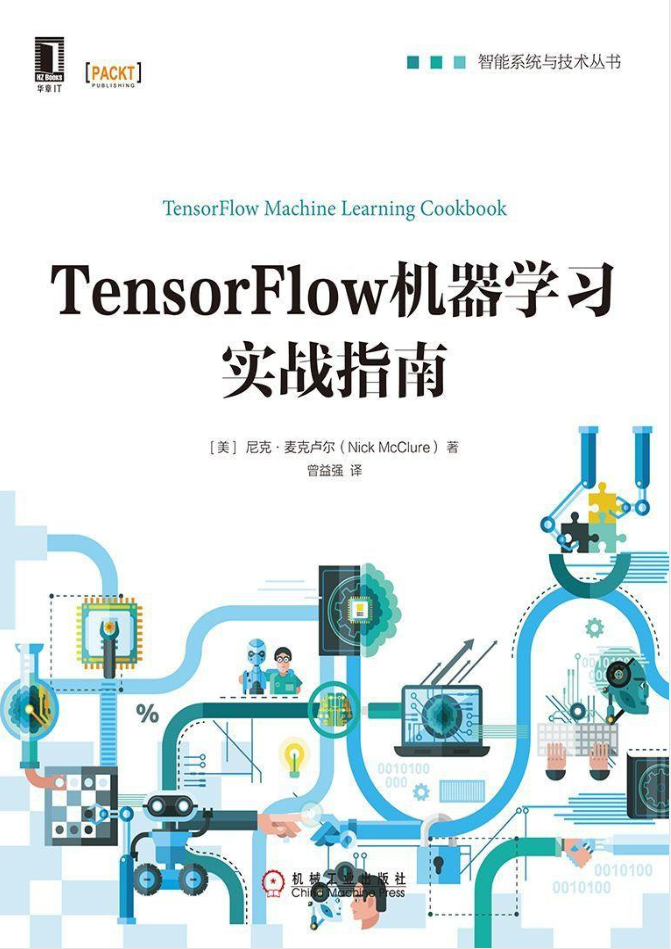 HZ Books
华章IT
[PACKT]
PUBLISHING
智能系统与技术丛书
TensorFlow Machine Learning Cookbook
TensorFlow机器学习
实战指南
[美] 尼克·麦克卢尔（Nick McClure）著
曾益强 译
%
0010100
000
0010100
0010100
机械工业出版社
China Machine Press